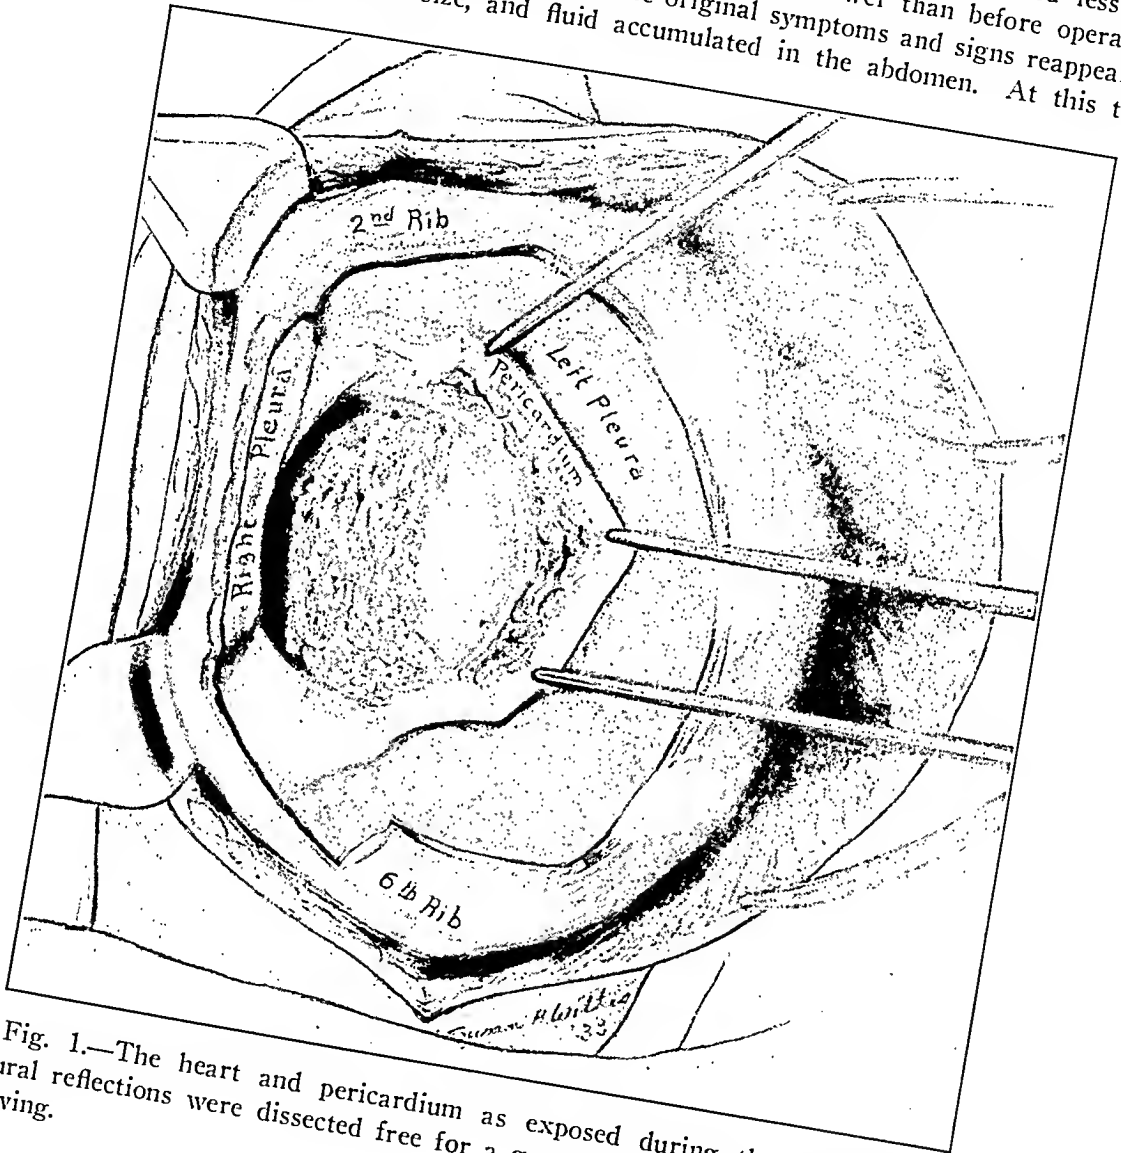 less
than before opera
original symptoms and signs reappea
and fluid accumulated in the abdomen. At this t
2nd Rib
Left Pleura
Pericardium
Right Pleura
6th Rib
'33
Fig. 1.—The heart and pericardium as exposed during
ural reflections were dissected free for a
wing.